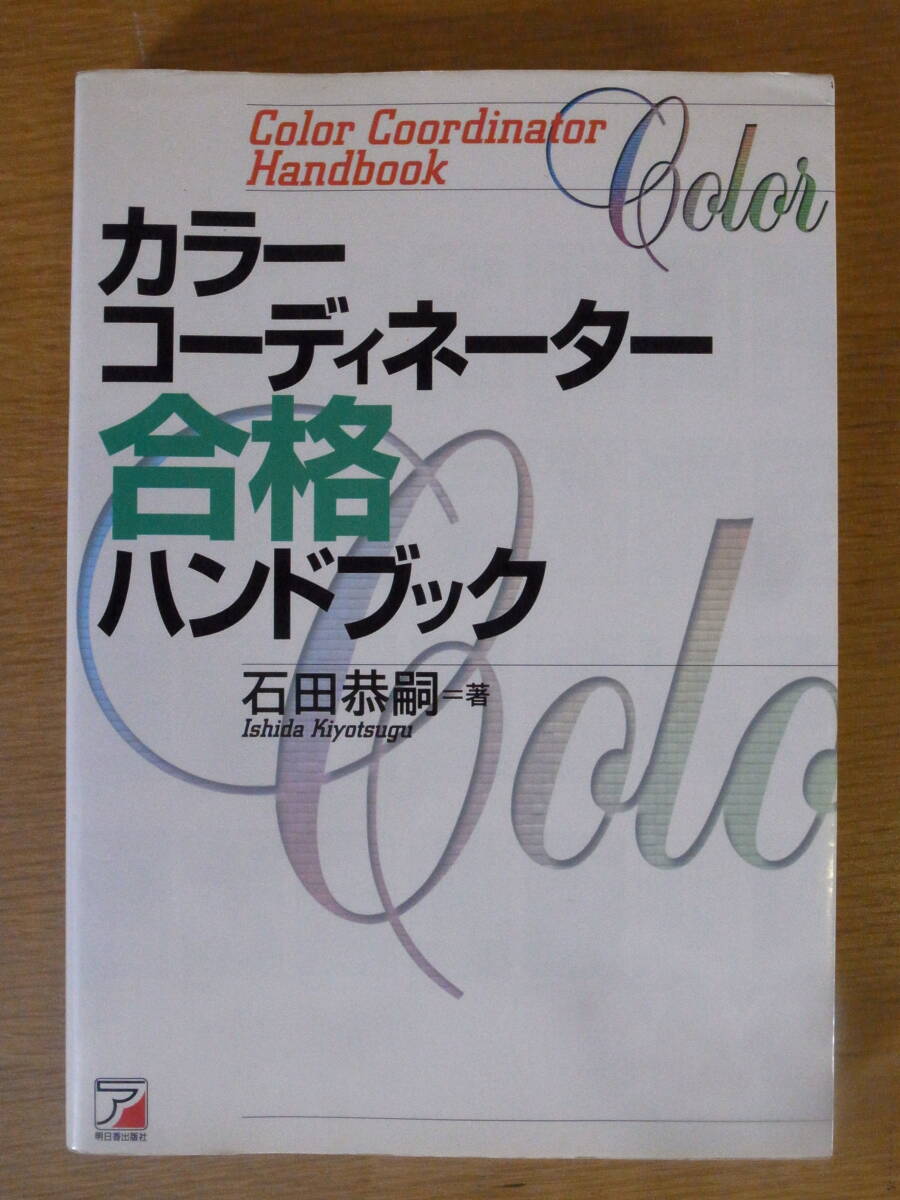 Color Coordinator
Handbook
Color
カラー
コーディネーター
合格
ハンドブック
石田恭嗣=著
Ishida Kiyotsugu
Colo
ア
明日香出版社